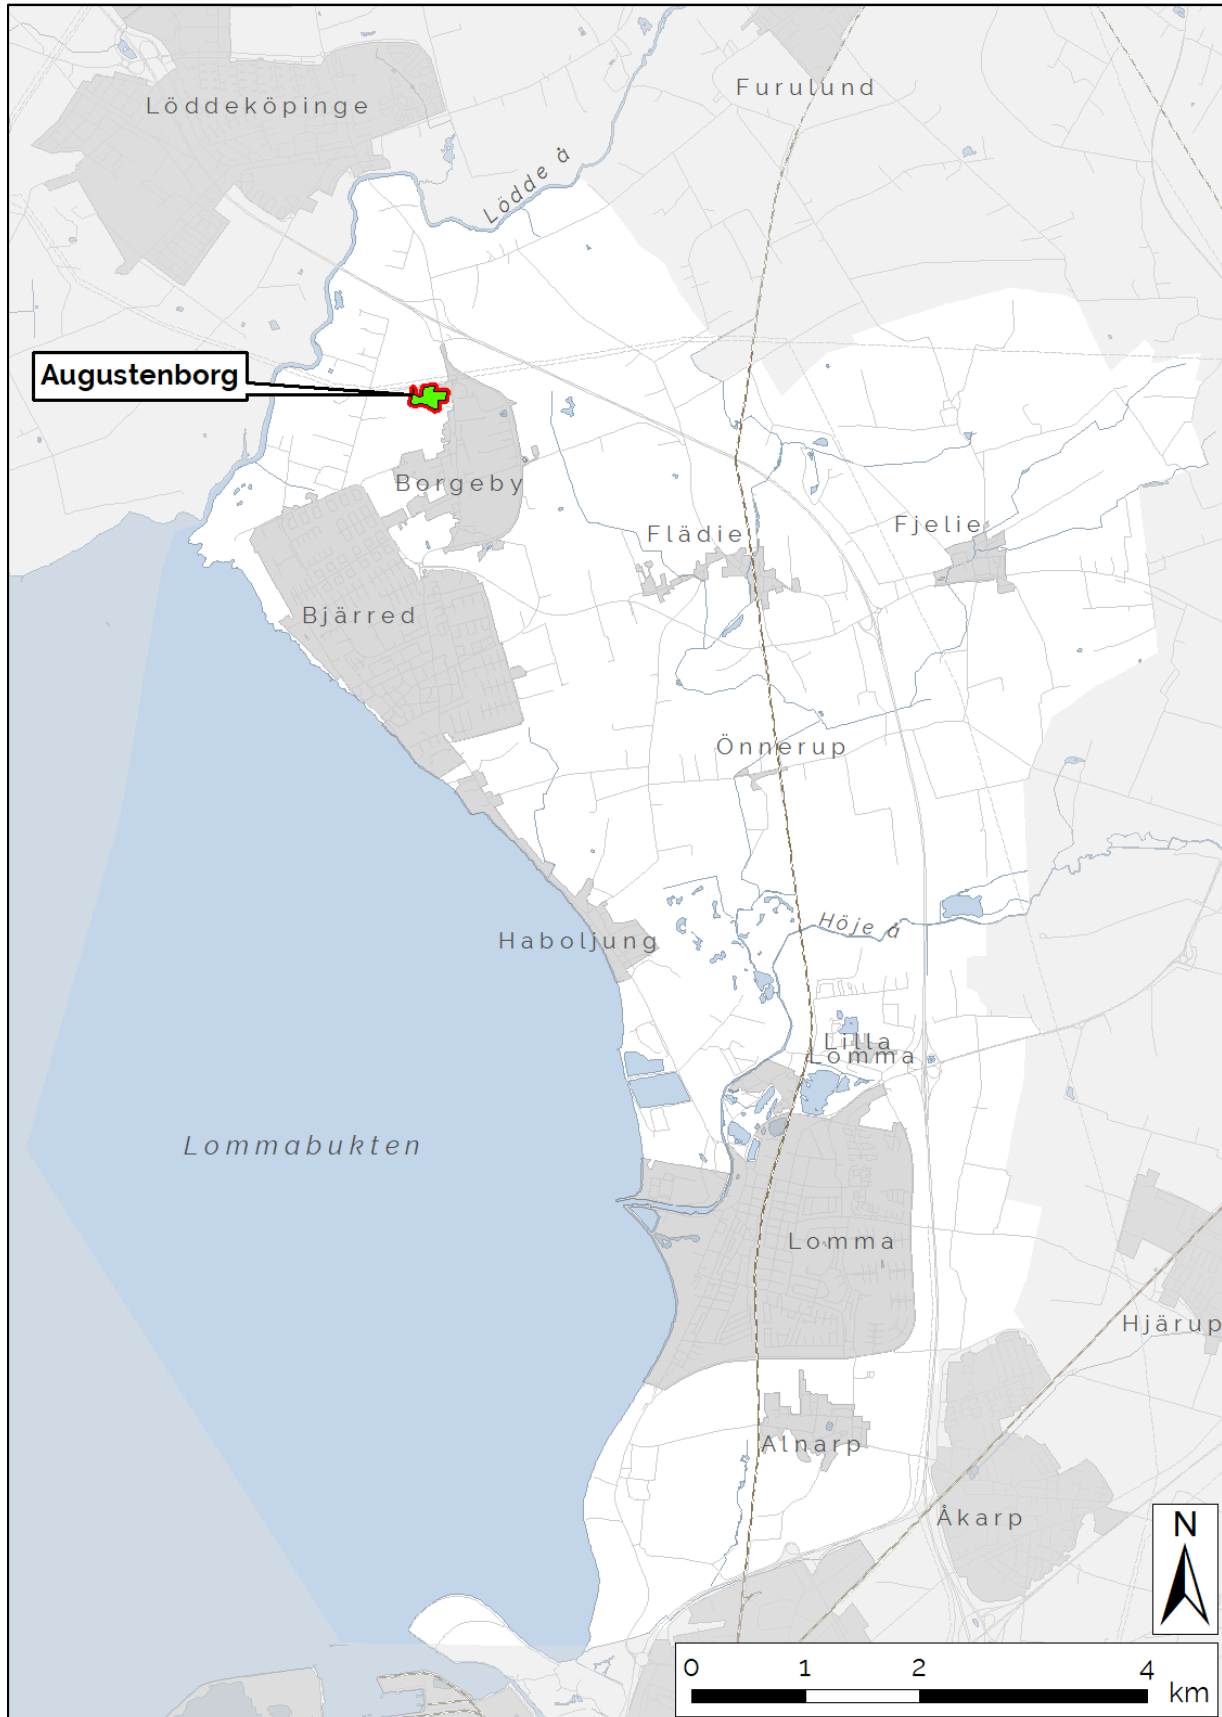 Furulund
Löddeköpinge
Lödde å
Augustenborg
Borgeby
Fjelie
Flädie
Bjärred
Önnerup
Höje å
Haboljung
Lilla
Lomma
Lommabukten
Lomma
Hjärup
Alnarp
Åkarp
N
0 1 2 4
km